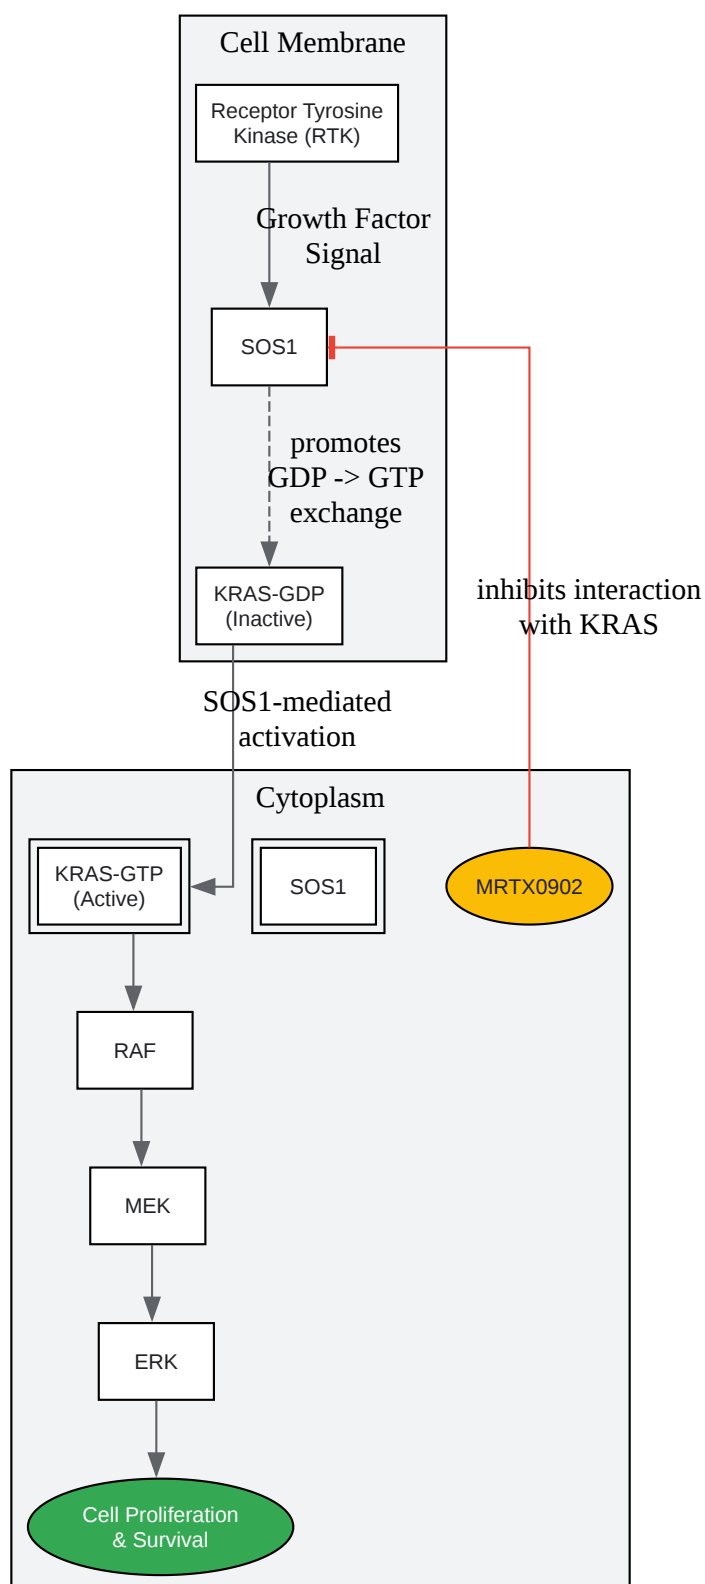 Cell Membrane
Receptor Tyrosine
Kinase (RTK)
Growth Factor
Signal
SOS1
promotes
GDP -> GTP
exchange
KRAS-GDP
(Inactive)
inhibits interaction
with KRAS
SOS1-mediated
activation
Cytoplasm
KRAS-GTP
(Active)
SOS1
MRTX0902
RAF
MEK
ERK
Cell Proliferation
& Survival